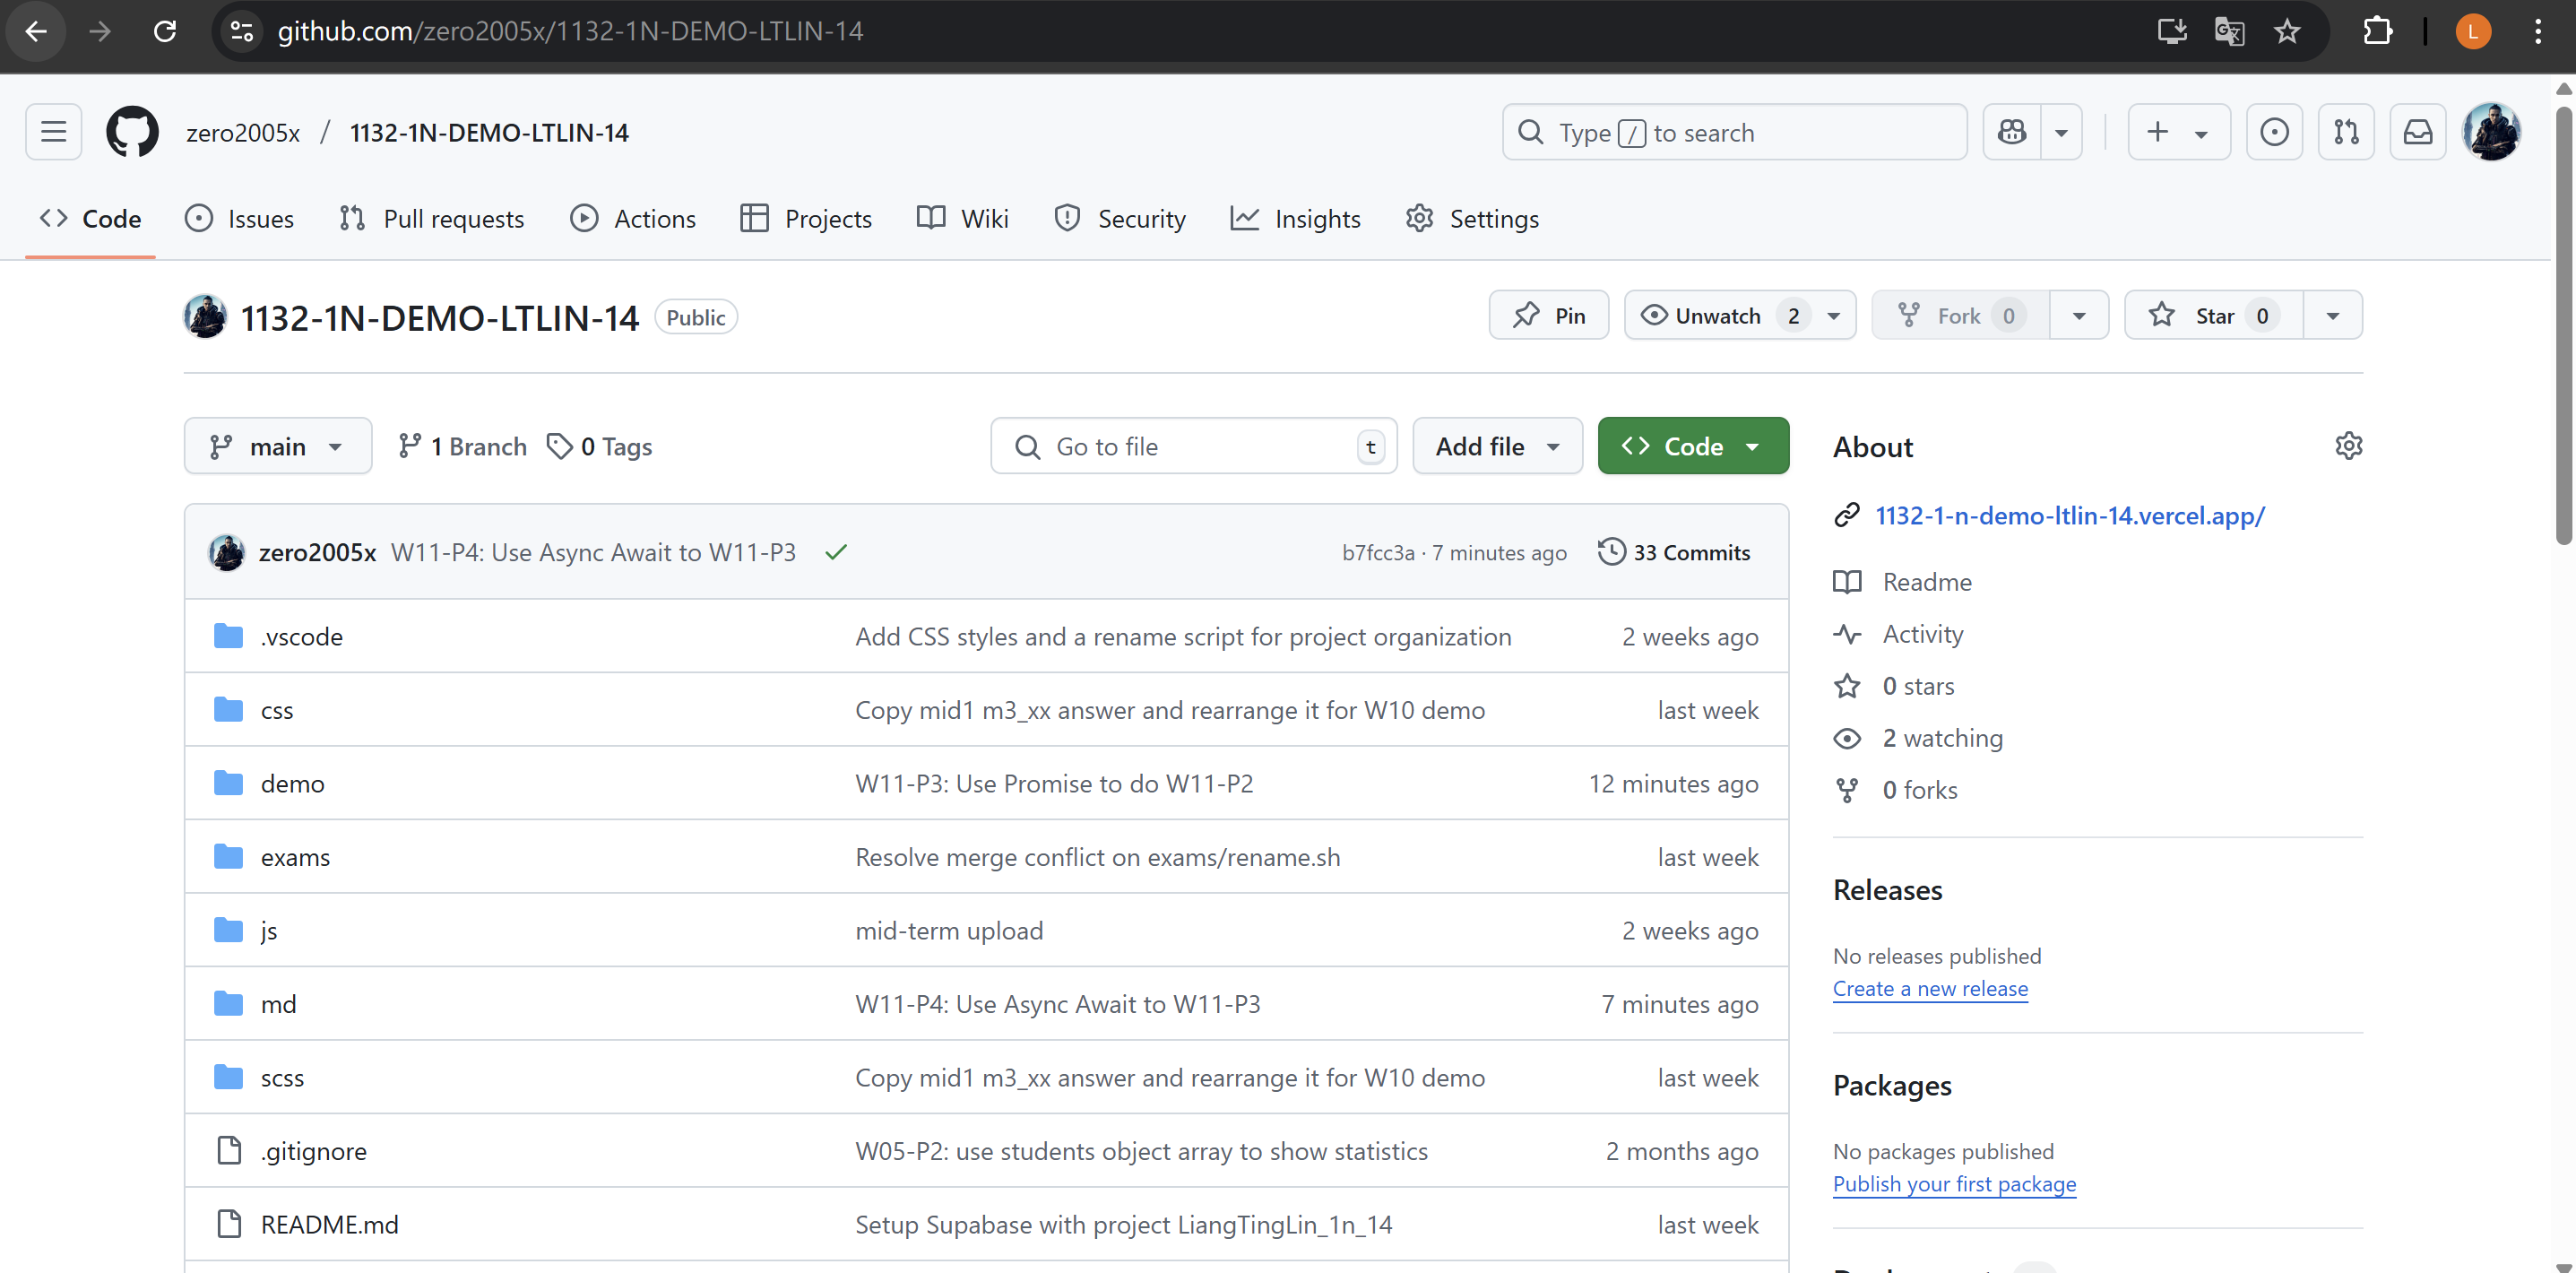 github.com/zero2005x/1132-1N-DEMO-LTLIN-14
L
zero2005x / 1132-1N-DEMO-LTLIN-14
Type / to search
Code Issues Pull requests Actions Projects Wiki Security Insights Settings
1132-1N-DEMO-LTLIN-14 Public
Pin Unwatch 2 Fork 0 Star 0
main 1 Branch 0 Tags Go to file t Add file Code
zero2005x W11-P4: Use Async Await to W11-P3 b7fcc3a · 7 minutes ago 33 Commits
.vscode Add CSS styles and a rename script for project organization 2 weeks ago
css Copy mid1 m3_xx answer and rearrange it for W10 demo last week
demo W11-P3: Use Promise to do W11-P2 12 minutes ago
exams Resolve merge conflict on exams/rename.sh last week
js mid-term upload 2 weeks ago
md W11-P4: Use Async Await to W11-P3 7 minutes ago
scss Copy mid1 m3_xx answer and rearrange it for W10 demo last week
.gitignore W05-P2: use students object array to show statistics 2 months ago
README.md Setup Supabase with project LiangTingLin_1n_14 last week
About
1132-1-n-demo-ltlin-14.vercel.app/
Readme
Activity
0 stars
2 watching
0 forks
Releases
No releases published
Create a new release
Packages
No packages published
Publish your first package